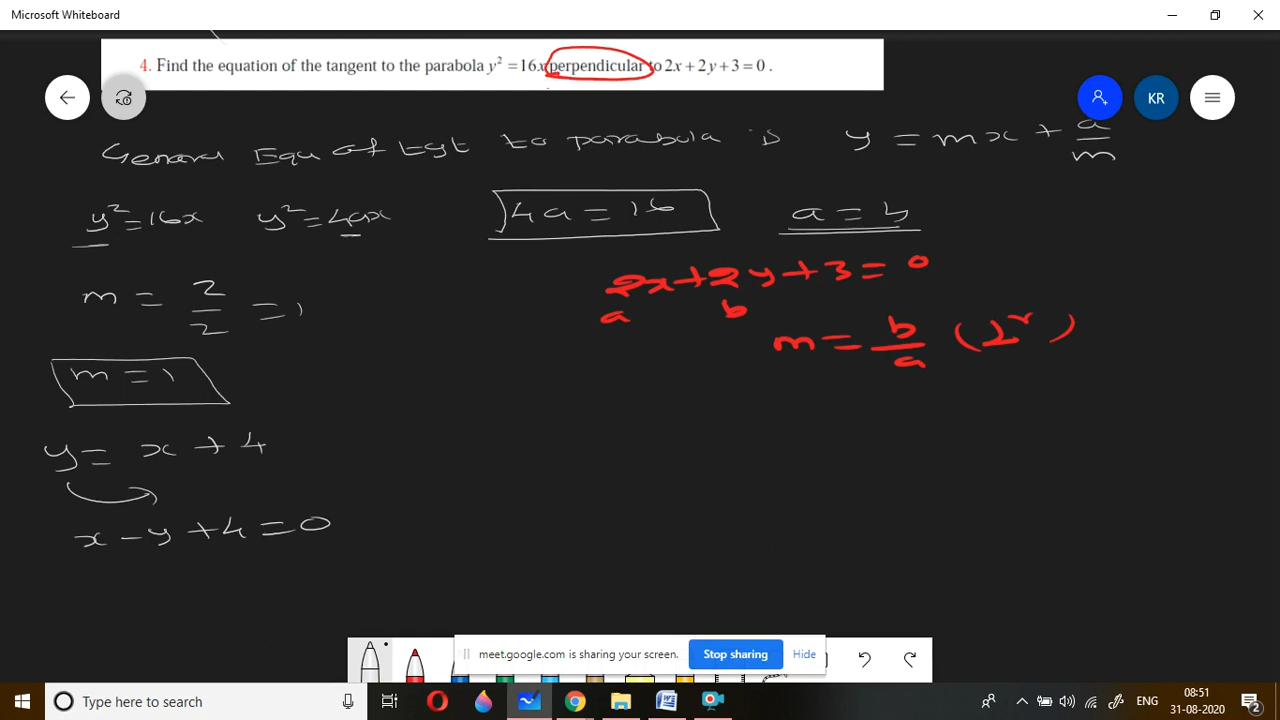 Microsoft Whiteboard
4. Find the equation of the tangent to the parabola y² = 16x perpendicular to 2x + 2y + 3 = 0 .
KR
General Equ of tgt to parabola is y = mx + a/m
y² = 16x y² = 4ax 4a = 16 a = 4
2x + 2y + 3 = 0
a b
m = 2/2 = 1
m = b/a (2r)
m = 1
y = x + 4
x - y + 4 = 0
meet.google.com is sharing your screen. Stop sharing Hide
Type here to search
ENG
08:51
31-08-2020
2